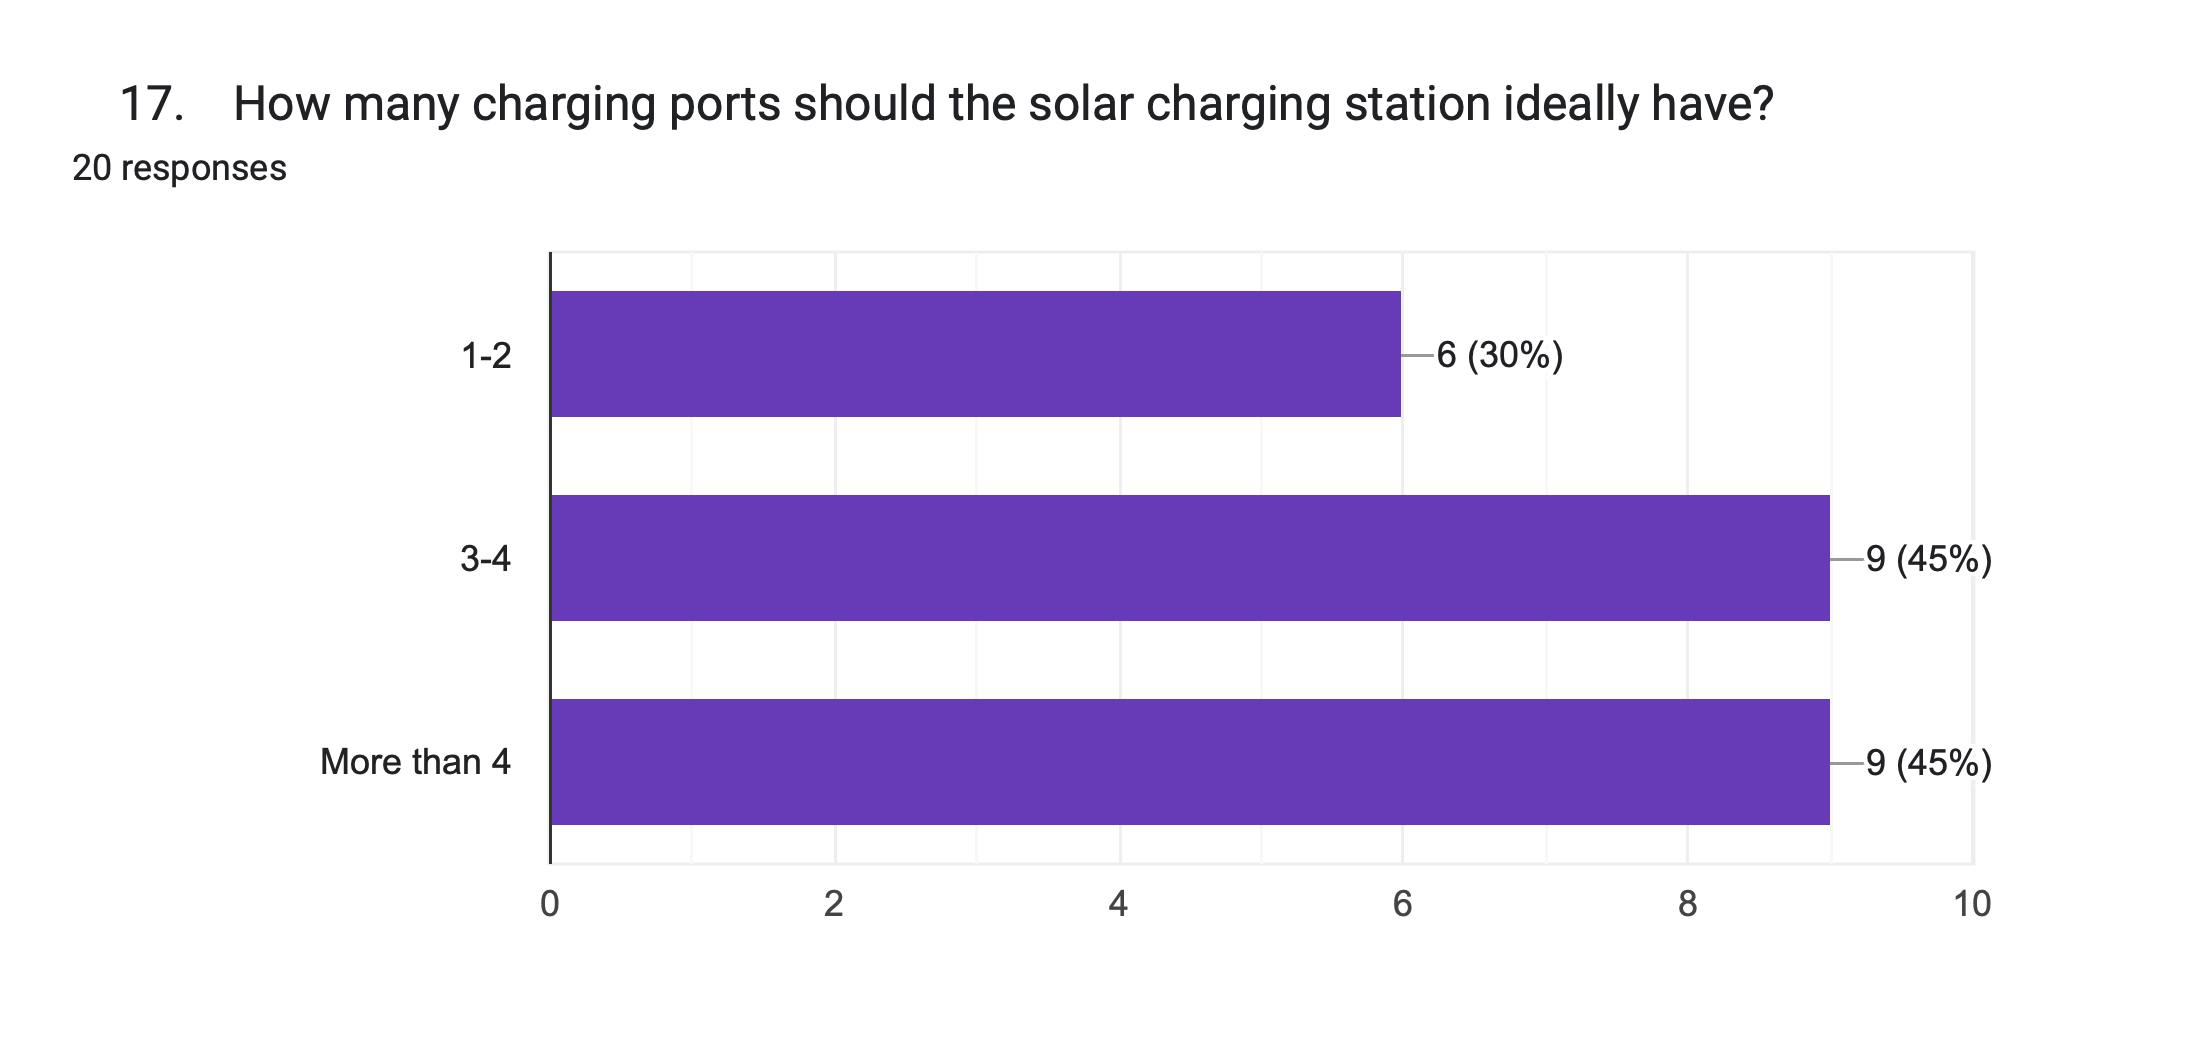 17. How many charging ports should the solar charging station ideally have?
20 responses
1-2
6 (30%)
3-4
9 (45%)
More than 4
9 (45%)
0 2 4 6 8 10